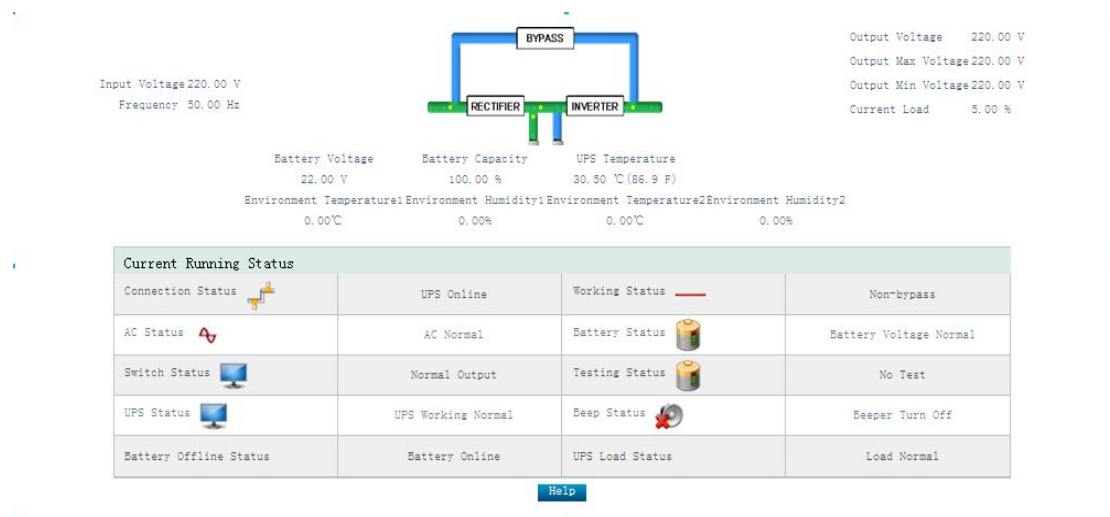 BYPASS
Output Voltage 220.00 V
Output Max Voltage 220.00 V
Input Voltage 220.00 V
Output Min Voltage 220.00 V
Frequency 50.00 Hz
RECTIFIER INVERTER
Current Load 5.00 %
Battery Voltage Battery Capacity UPS Temperature
22.00 V 100.00 % 30.50 ℃(86.9 F)
Environment Temperature1 Environment Humidity1 Environment Temperature2 Environment Humidity2
0.00℃ 0.00% 0.00℃ 0.00%
Current Running Status
Connection Status UPS Online Working Status Non-bypass
AC Status AC Normal Battery Status Battery Voltage Normal
Switch Status Normal Output Testing Status No Test
UPS Status UPS Working Normal Beep Status Beeper Turn Off
Battery Offline Status Battery Online UPS Load Status Load Normal
Help